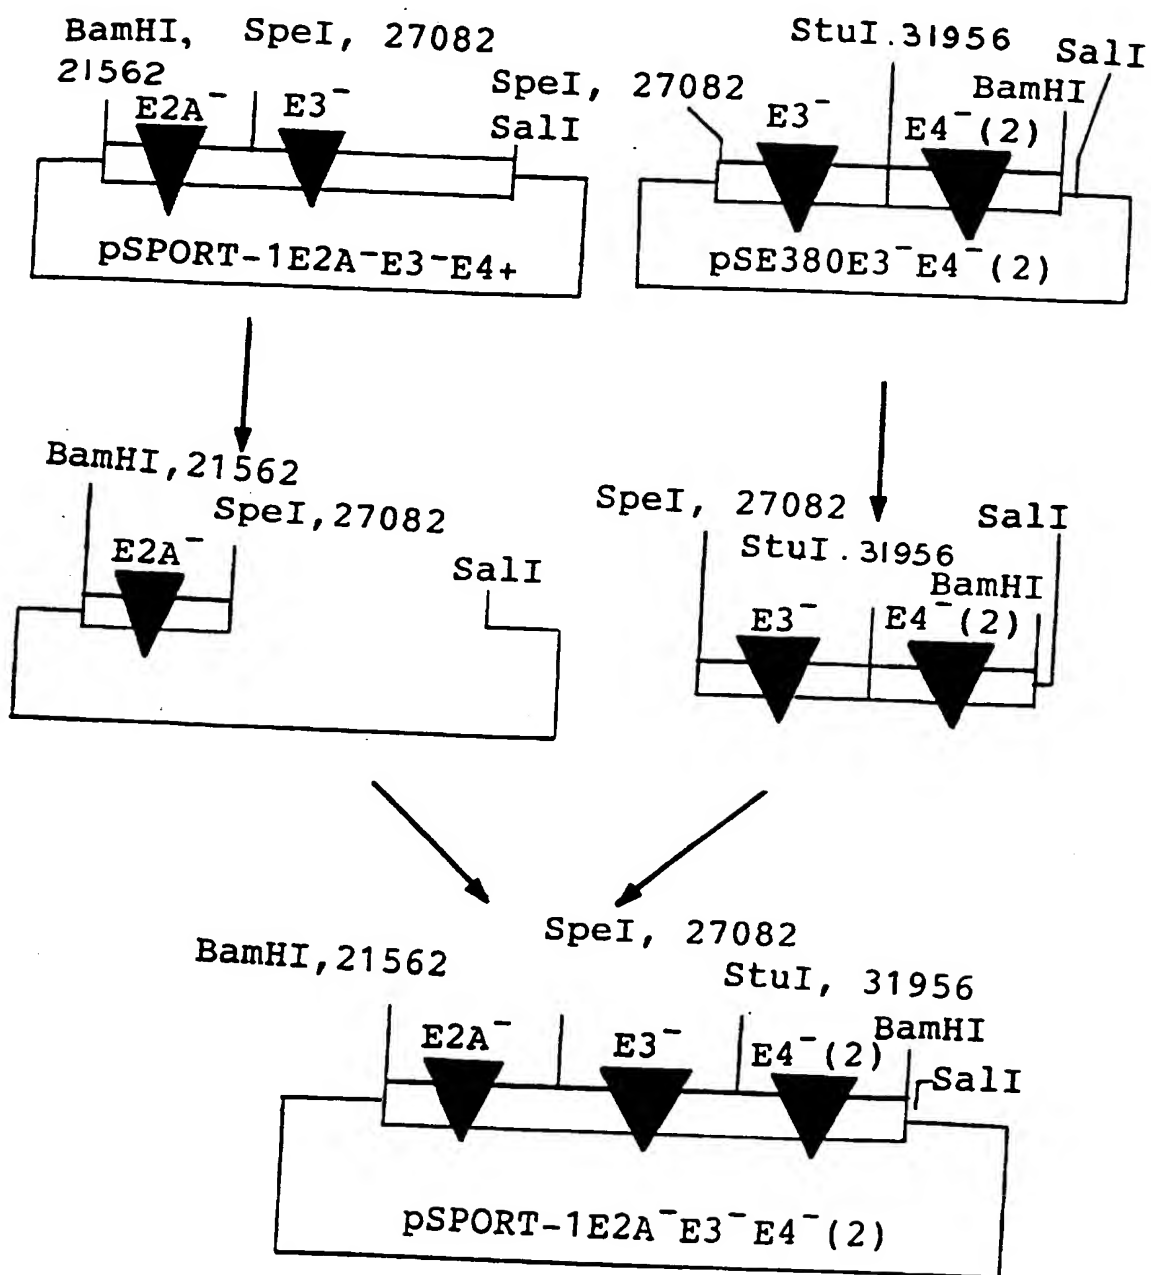 BamHI, SpeI, 27082
21562
E2A⁻ E3⁻
SpeI, 27082
SalI
pSPORT-1E2A⁻E3⁻E4+
StuI.31956 SalI
BamHI
E3⁻ E4⁻(2)
pSE380E3⁻E4⁻(2)
BamHI,21562
SpeI,27082
E2A⁻
SalI
SpeI, 27082 SalI
StuI.31956
BamHI
E3⁻ E4⁻(2)
SpeI, 27082
BamHI,21562
StuI, 31956
E2A⁻ E3⁻ E4⁻(2) BamHI
SalI
pSPORT-1E2A⁻E3⁻E4⁻(2)